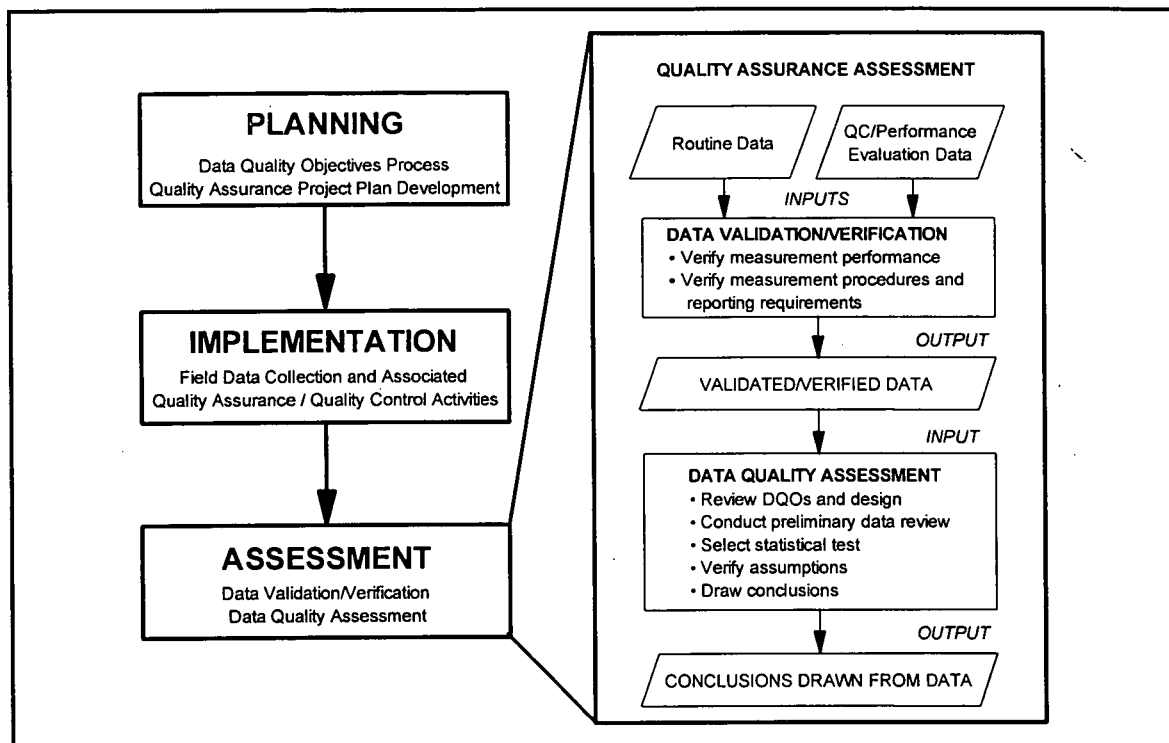 PLANNING
Data Quality Objectives Process
Quality Assurance Project Plan Development
IMPLEMENTATION
Field Data Collection and Associated
Quality Assurance / Quality Control Activities
ASSESSMENT
Data Validation/Verification
Data Quality Assessment
QUALITY ASSURANCE ASSESSMENT
Routine Data
QC/Performance
Evaluation Data
INPUTS
DATA VALIDATION/VERIFICATION
• Verify measurement performance
• Verify measurement procedures and
reporting requirements
OUTPUT
VALIDATED/VERIFIED DATA
INPUT
DATA QUALITY ASSESSMENT
• Review DQOs and design
• Conduct preliminary data review
• Select statistical test
• Verify assumptions
• Draw conclusions
OUTPUT
CONCLUSIONS DRAWN FROM DATA